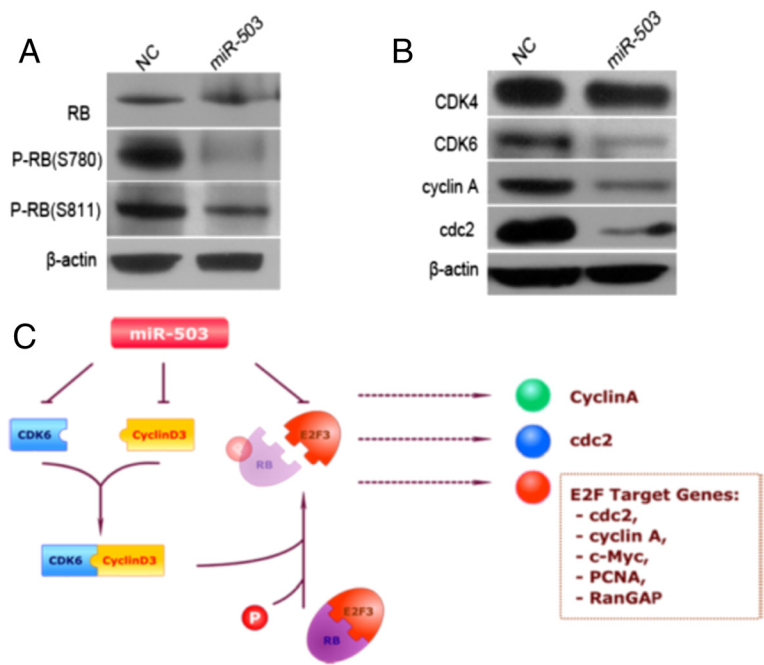 A
NC miR-503
RB
P-RB(S780)
P-RB(S811)
β-actin
B
NC miR-503
CDK4
CDK6
cyclin A
cdc2
β-actin
C
miR-503
CDK6
CyclinD3
P
RB
E2F3
CyclinA
cdc2
E2F Target Genes:
- cdc2,
- cyclin A,
- c-Myc,
- PCNA,
- RanGAP
CDK6 CyclinD3
P
E2F3
RB